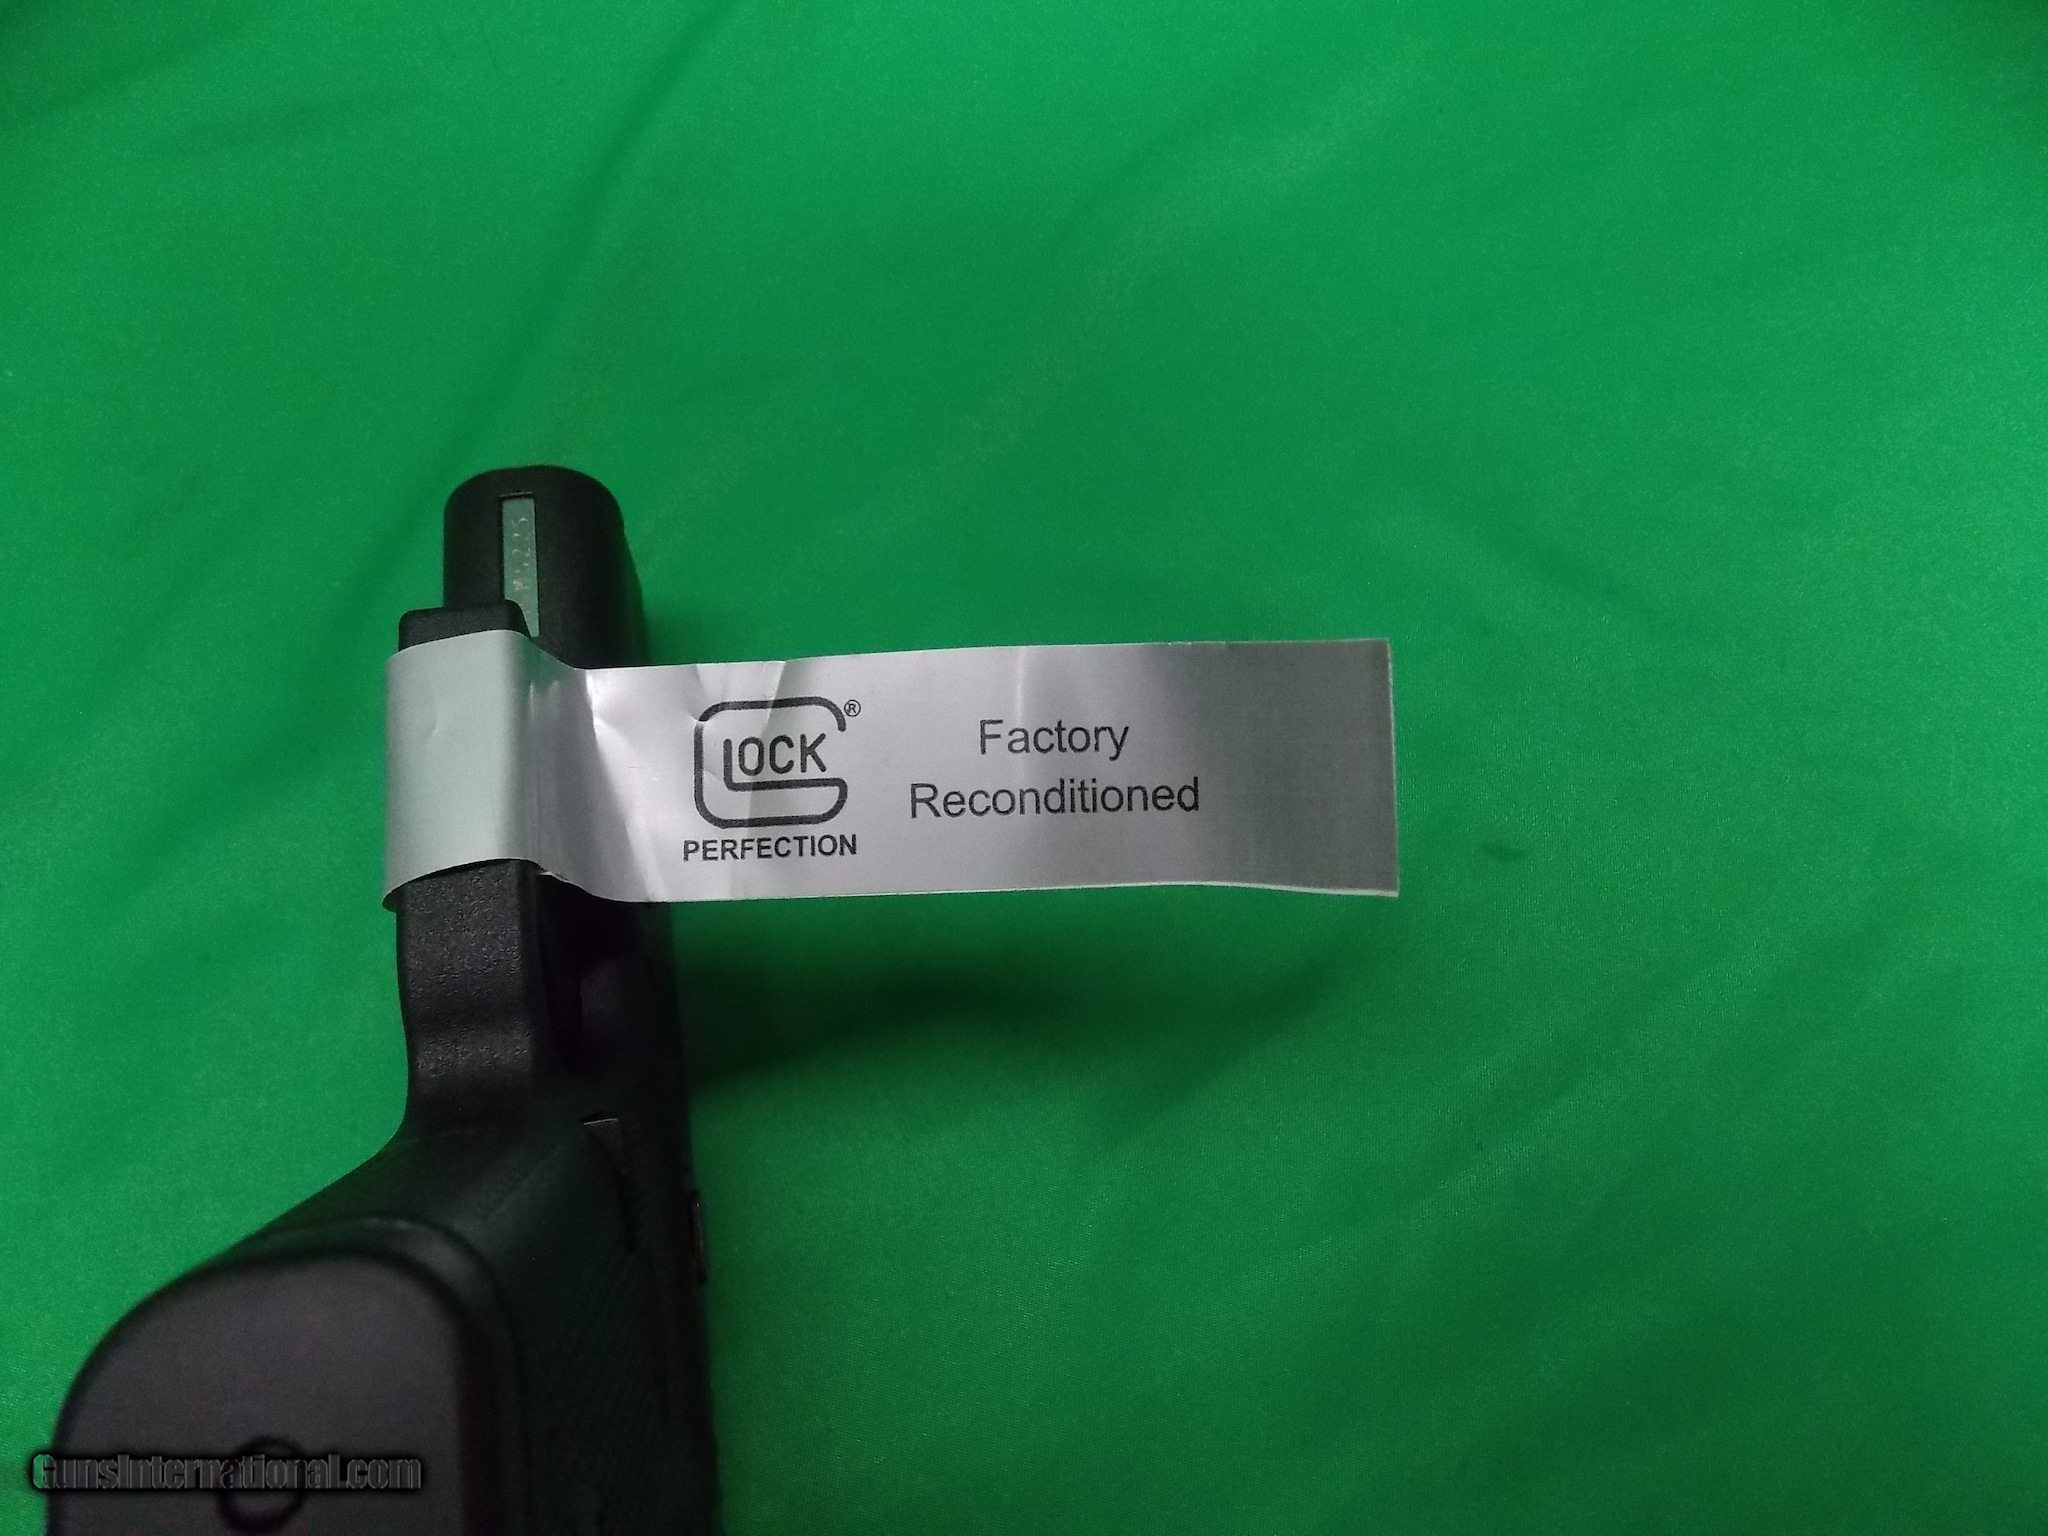 GLOCK®
PERFECTION
Factory
Reconditioned
GunsInternational.com